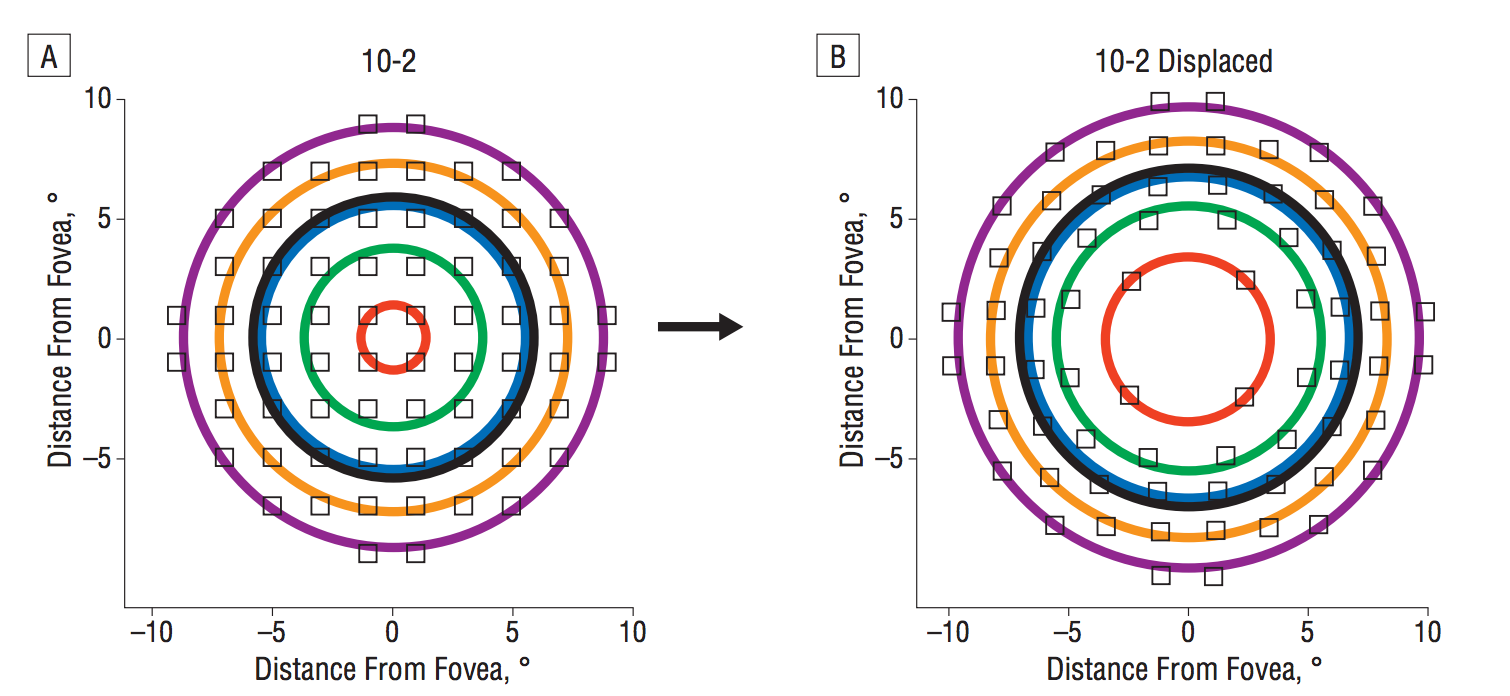 A
10-2
B
10-2 Displaced
10
5
0
–5
Distance From Fovea, °
–10
–5
0
5
10
Distance From Fovea, °
10
5
0
–5
Distance From Fovea, °
–10
–5
0
5
10
Distance From Fovea, °